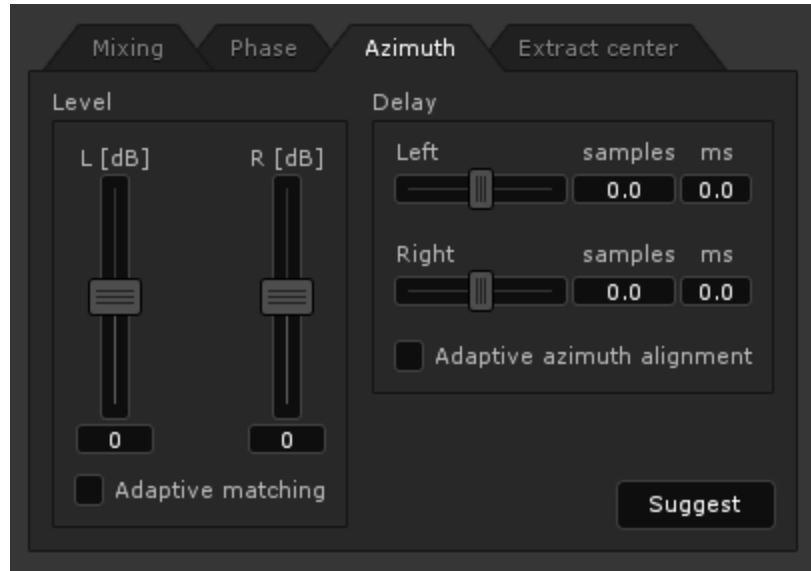 Mixing Phase Azimuth Extract center
Level
L [dB] R [dB]
0 0
Adaptive matching
Delay
Left samples ms
0.0 0.0
Right samples ms
0.0 0.0
Adaptive azimuth alignment
Suggest